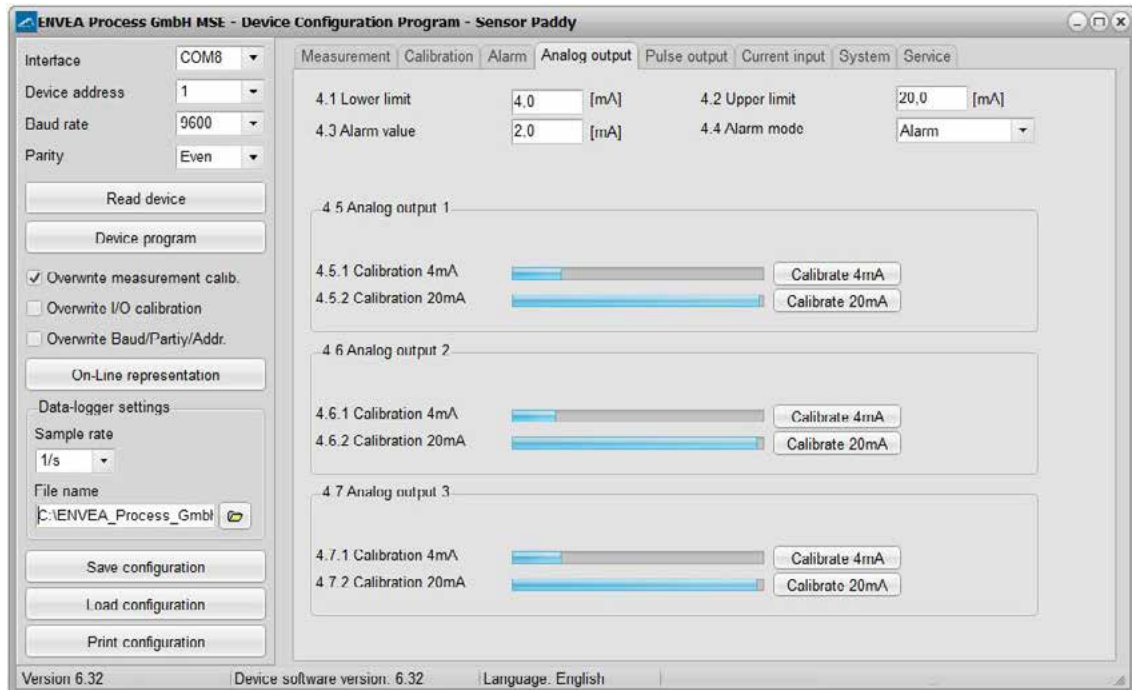 ENVEA Process GmbH MSE - Device Configuration Program - Sensor Paddy
Interface COM8
Device address 1
Baud rate 9600
Parity Even
Read device
Device program
Overwrite measurement calib.
Overwrite I/O calibration
Overwrite Baud/Partiy/Addr.
On-Line representation
Data-logger settings
Sample rate
1/s
File name
C:\ENVEA_Process_Gmbl
Save configuration
Load configuration
Print configuration
Measurement Calibration Alarm Analog output Pulse output Current input System Service
4.1 Lower limit 4,0 [mA] 4.2 Upper limit 20,0 [mA]
4.3 Alarm value 2,0 [mA] 4.4 Alarm mode Alarm
4.5 Analog output 1
4.5.1 Calibration 4mA Calibrate 4mA
4.5.2 Calibration 20mA Calibrate 20mA
4.6 Analog output 2
4.6.1 Calibration 4mA Calibrate 4mA
4.6.2 Calibration 20mA Calibrate 20mA
4.7 Analog output 3
4.7.1 Calibration 4mA Calibrate 4mA
4.7.2 Calibration 20mA Calibrate 20mA
Version 6.32 Device software version: 6.32 Language: English